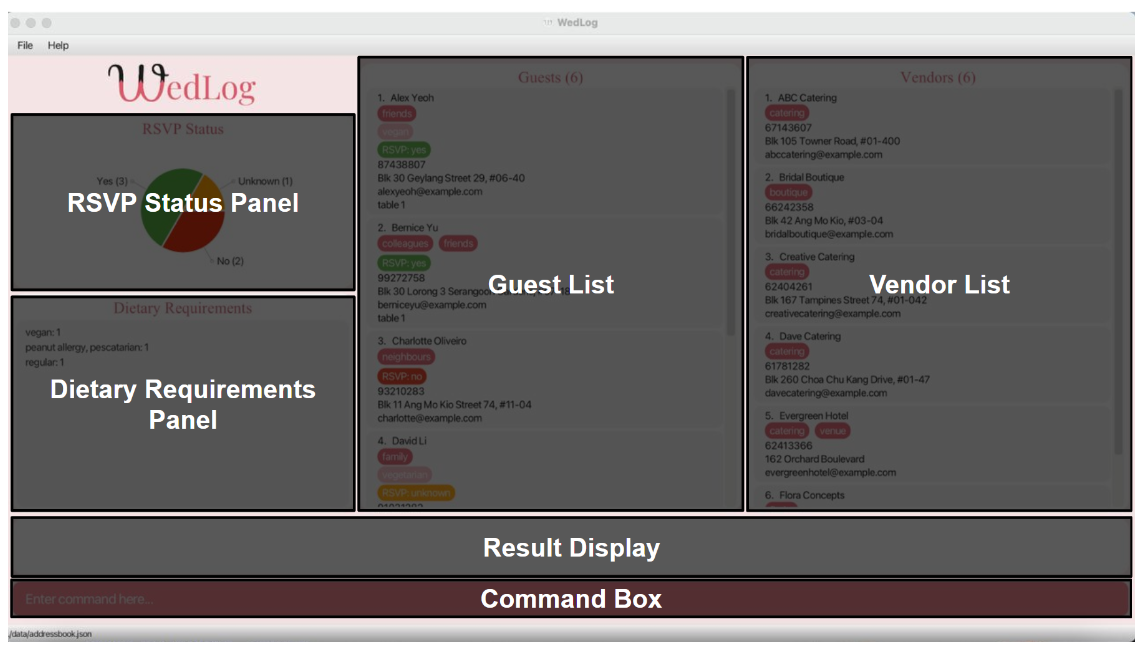 WedLog
File Help
WedLog
RSVP Status
Yes (3)
Unknown (1)
No (2)
RSVP Status Panel
Dietary Requirements
vegan: 1
peanut allergy, pescatarian: 1
regular: 1
Dietary Requirements
Panel
Guests (6)
1. Alex Yeoh
friends
vegan
RSVP: yes
87438807
Blk 30 Geylang Street 29, #06-40
alexyeoh@example.com
table 1
2. Bernice Yu
colleagues friends
RSVP: yes
99272758
Blk 30 Lorong 3 Serangoon
berniceyu@example.com
table 1
3. Charlotte Oliveiro
neighbours
RSVP: no
93210283
Blk 11 Ang Mo Kio Street 74, #11-04
charlotte@example.com
4. David Li
family
vegetarian
RSVP: unknown
Guest List
Vendors (6)
1. ABC Catering
catering
67143607
Blk 105 Towner Road, #01-400
abccatering@example.com
2. Bridal Boutique
boutique
66242358
Blk 42 Ang Mo Kio, #03-04
bridalboutique@example.com
3. Creative Catering
catering
62404261
Blk 167 Tampines Street 74, #01-042
creativecatering@example.com
4. Dave Catering
catering
61781282
Blk 260 Choa Chu Kang Drive, #01-47
davecatering@example.com
5. Evergreen Hotel
catering venue
62413366
162 Orchard Boulevard
evergreenhotel@example.com
6. Flora Concepts
Vendor List
Result Display
Enter command here...
Command Box
./data/addressbook.json